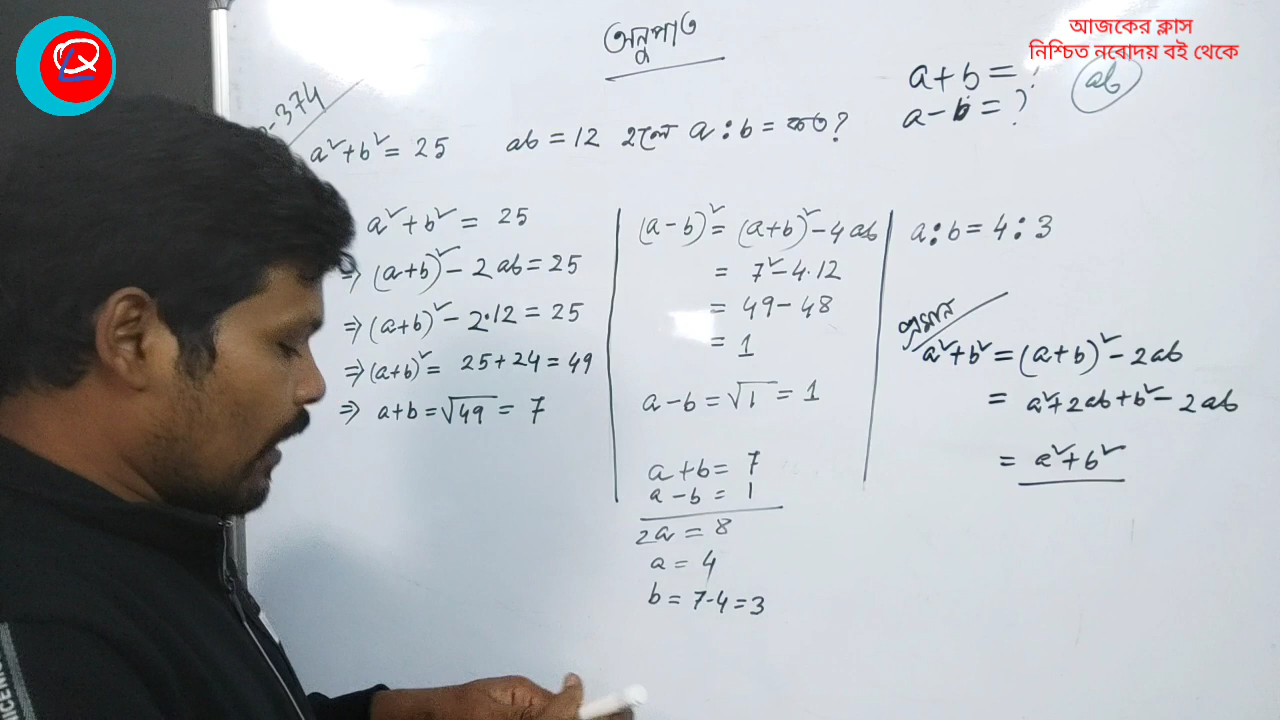 আজকের ক্লাস
নিশ্চিত নবোদয় বই থেকে
অনুপাত
-374
a²+b² = 25 ab = 12 হলে a : b = কত?
a+b = ?
a-b = ?
ab
a²+b² = 25
⇒ (a+b)² - 2ab = 25
⇒ (a+b)² - 2·12 = 25
⇒ (a+b)² = 25+24 = 49
⇒ a+b = √49 = 7
(a-b)² = (a+b)² - 4ab
= 7² - 4·12
= 49 - 48
= 1
a-b = √1 = 1
a+b = 7
a-b = 1
2a = 8
a = 4
b = 7-4 = 3
a : b = 4 : 3
প্রমাণ
a²+b² = (a+b)² - 2ab
= a²+2ab+b² - 2ab
= a²+b²